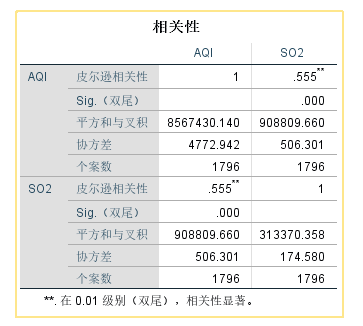 相关性
AQI SO2
AQI 皮尔逊相关性 1 .555**
Sig.（双尾） .000
平方和与叉积 8567430.140 908809.660
协方差 4772.942 506.301
个案数 1796 1796
SO2 皮尔逊相关性 .555** 1
Sig.（双尾） .000
平方和与叉积 908809.660 313370.358
协方差 506.301 174.580
个案数 1796 1796
**. 在 0.01 级别（双尾），相关性显著。